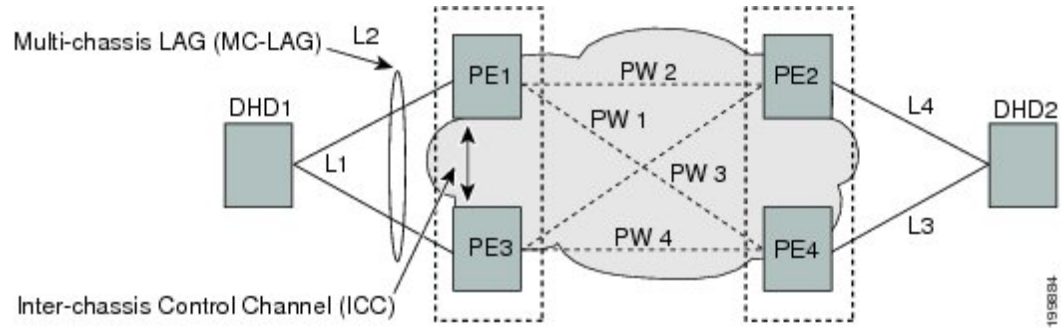 Multi-chassis LAG (MC-LAG)
L2
PE1
PW 2
PE2
DHD1
PW 1
L4
DHD2
L1
PW 3
PE3
PW 4
PE4
L3
Inter-chassis Control Channel (ICC)
199884